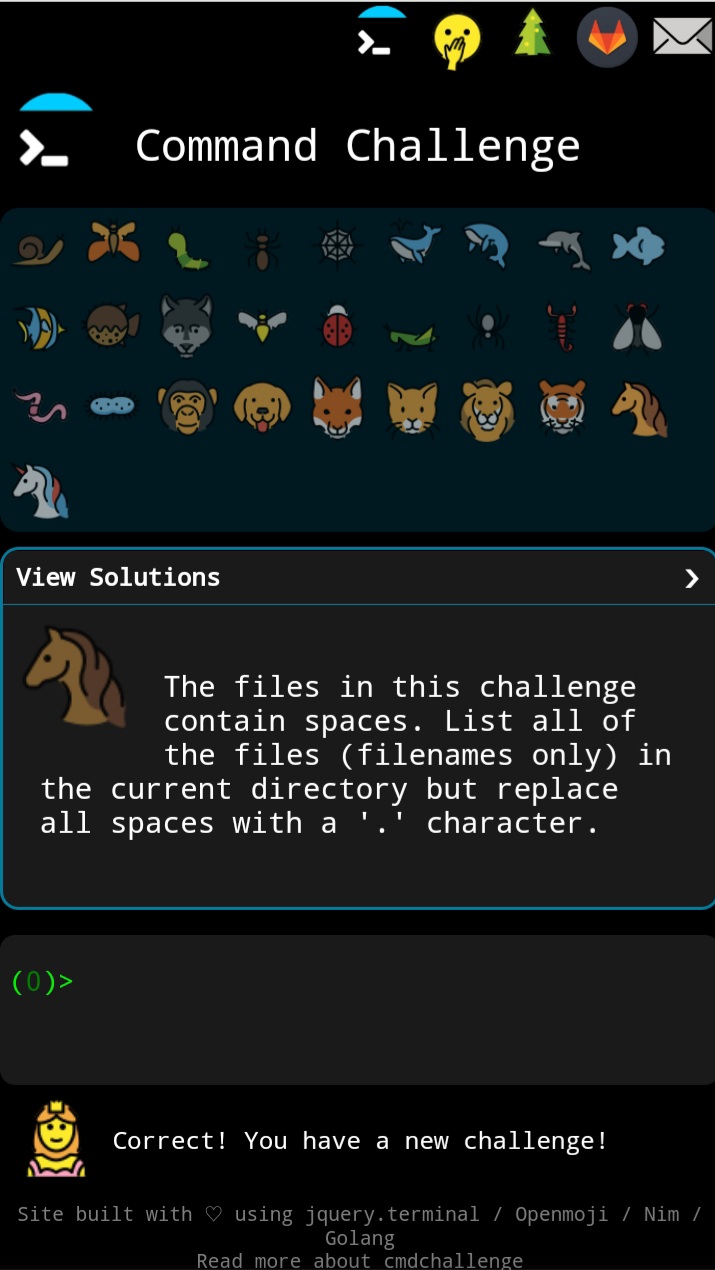 Command Challenge
View Solutions
The files in this challenge
contain spaces. List all of
the files (filenames only) in
the current directory but replace
all spaces with a '.' character.
(0)>
Correct! You have a new challenge!
Site built with ♡ using jquery.terminal / Openmoji / Nim /
Golang
Read more about cmdchallenge